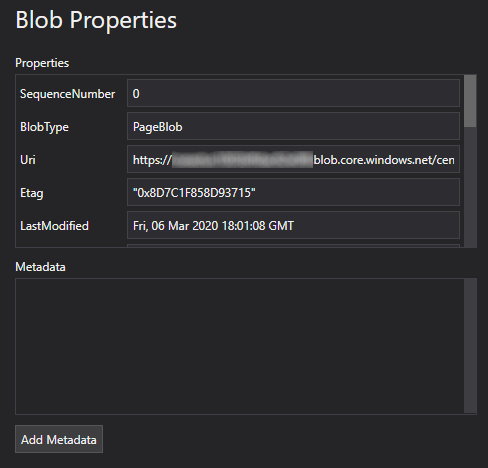 Blob Properties
Properties
SequenceNumber 0
BlobType PageBlob
Uri https:// blob.core.windows.net/cen
Etag "0x8D7C1F858D93715"
LastModified Fri, 06 Mar 2020 18:01:08 GMT
Metadata
Add Metadata